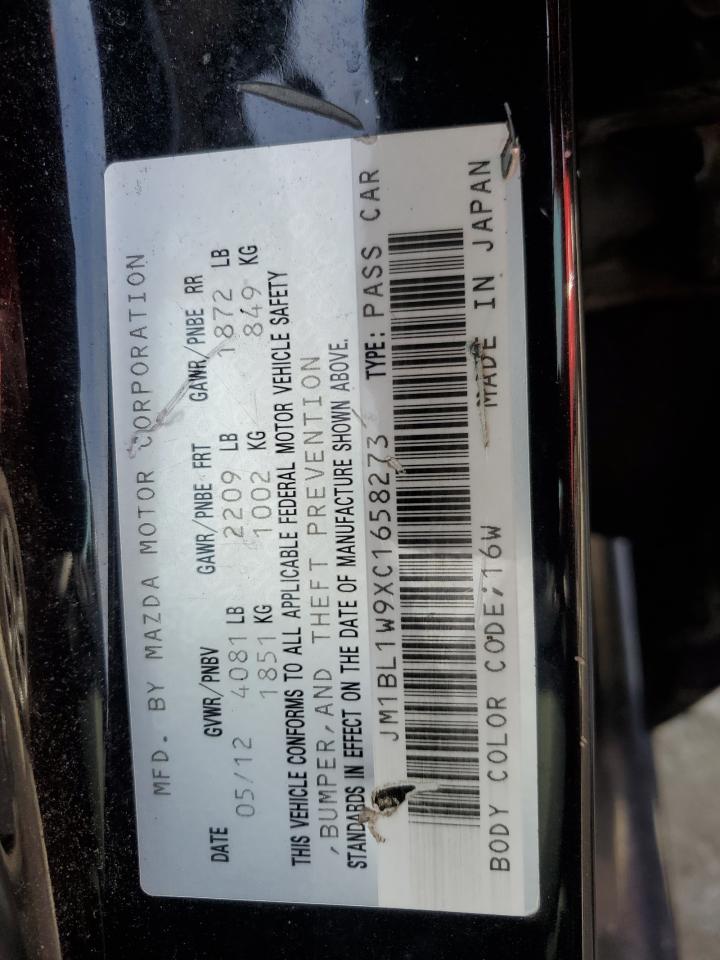 MFD. BY MAZDA MOTOR CORPORATION
DATE GVWR/PNBV GAWR/PNBE FRT GAWR/PNBE RR
05/12 4081 LB 2209 LB 1872 LB
1851 KG 1002 KG 849 KG
THIS VEHICLE CONFORMS TO ALL APPLICABLE FEDERAL MOTOR VEHICLE SAFETY
,BUMPER,AND THEFT PREVENTION
STANDARDS IN EFFECT ON THE DATE OF MANUFACTURE SHOWN ABOVE.
JM1BL1W9XC1658273 TYPE: PASS CAR
BODY COLOR CODE;16W MADE IN JAPAN